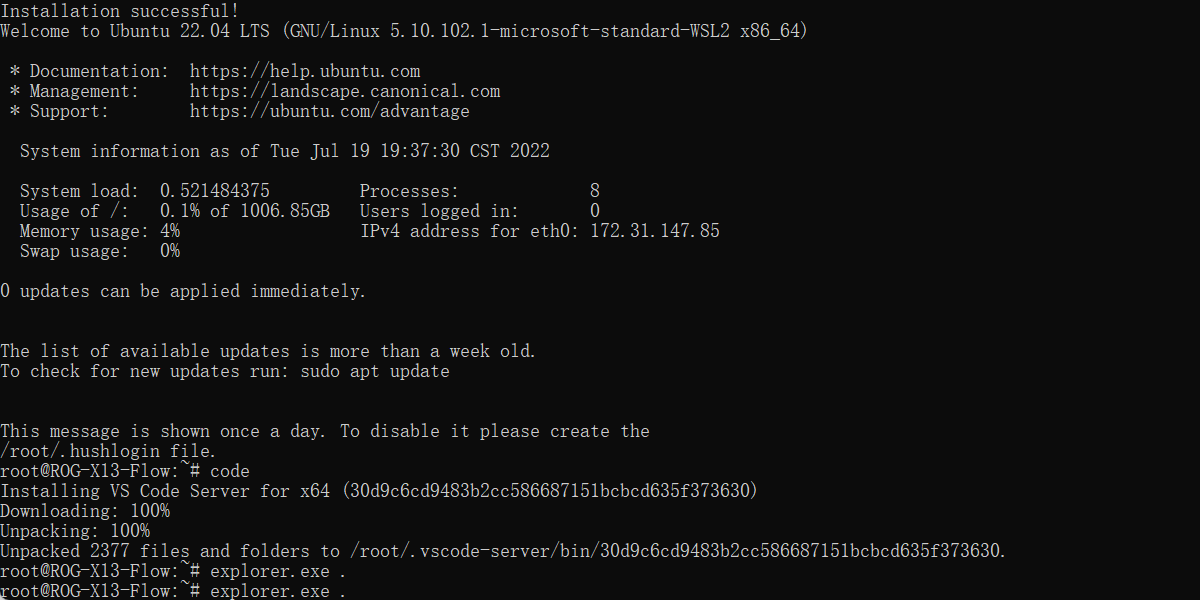 Installation successful!
Welcome to Ubuntu 22.04 LTS (GNU/Linux 5.10.102.1-microsoft-standard-WSL2 x86_64)
* Documentation:  https://help.ubuntu.com
* Management:     https://landscape.canonical.com
* Support:        https://ubuntu.com/advantage
System information as of Tue Jul 19 19:37:30 CST 2022
System load:  0.521484375         Processes:             8
Usage of /:   0.1% of 1006.85GB   Users logged in:       0
Memory usage: 4%                  IPv4 address for eth0: 172.31.147.85
Swap usage:   0%
0 updates can be applied immediately.
The list of available updates is more than a week old.
To check for new updates run: sudo apt update
This message is shown once a day. To disable it please create the
/root/.hushlogin file.
root@ROG-X13-Flow:~# code
Installing VS Code Server for x64 (30d9c6cd9483b2cc586687151bcbcd635f373630)
Downloading: 100%
Unpacking: 100%
Unpacked 2377 files and folders to /root/.vscode-server/bin/30d9c6cd9483b2cc586687151bcbcd635f373630.
root@ROG-X13-Flow:~# explorer.exe .
root@ROG-X13-Flow:~# explorer.exe .